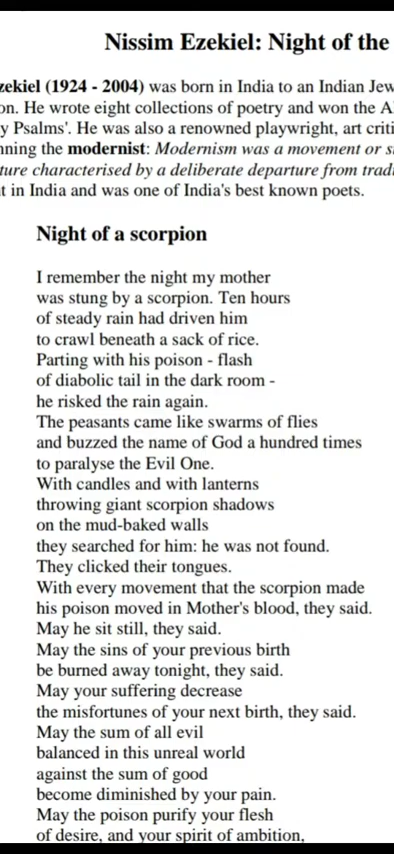 Nissim Ezekiel: Night of the
zekiel (1924 - 2004) was born in India to an Indian Jew
on. He wrote eight collections of poetry and won the A
y Psalms'. He was also a renowned playwright, art criti
nning the modernist: Modernism was a movement or s
ture characterised by a deliberate departure from tradi
t in India and was one of India's best known poets.
Night of a scorpion
I remember the night my mother
was stung by a scorpion. Ten hours
of steady rain had driven him
to crawl beneath a sack of rice.
Parting with his poison - flash
of diabolic tail in the dark room -
he risked the rain again.
The peasants came like swarms of flies
and buzzed the name of God a hundred times
to paralyse the Evil One.
With candles and with lanterns
throwing giant scorpion shadows
on the mud-baked walls
they searched for him: he was not found.
They clicked their tongues.
With every movement that the scorpion made
his poison moved in Mother's blood, they said.
May he sit still, they said.
May the sins of your previous birth
be burned away tonight, they said.
May your suffering decrease
the misfortunes of your next birth, they said.
May the sum of all evil
balanced in this unreal world
against the sum of good
become diminished by your pain.
May the poison purify your flesh
of desire, and your spirit of ambition,